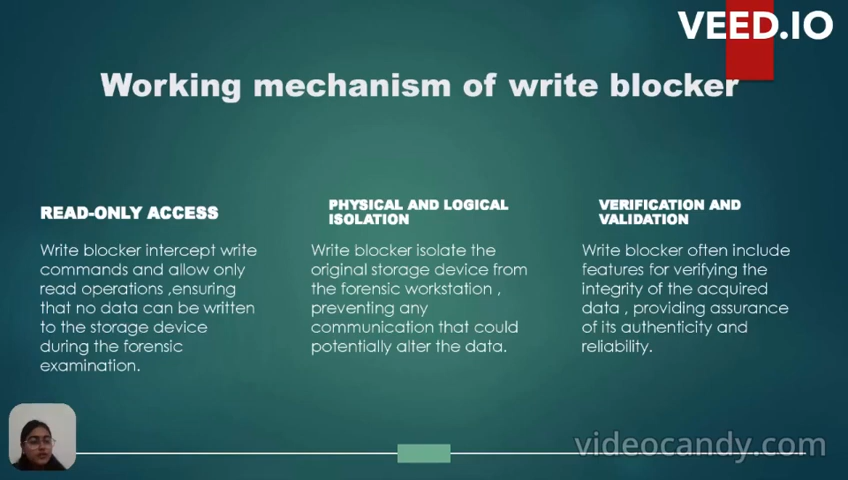 VEED.IO
Working mechanism of write blocker
READ-ONLY ACCESS
Write blocker intercept write
commands and allow only
read operations ,ensuring
that no data can be written
to the storage device
during the forensic
examination.
PHYSICAL AND LOGICAL
ISOLATION
Write blocker isolate the
original storage device from
the forensic workstation ,
preventing any
communication that could
potentially alter the data.
VERIFICATION AND
VALIDATION
Write blocker often include
features for verifying the
integrity of the acquired
data , providing assurance
of its authenticity and
reliability.
videocandy.com